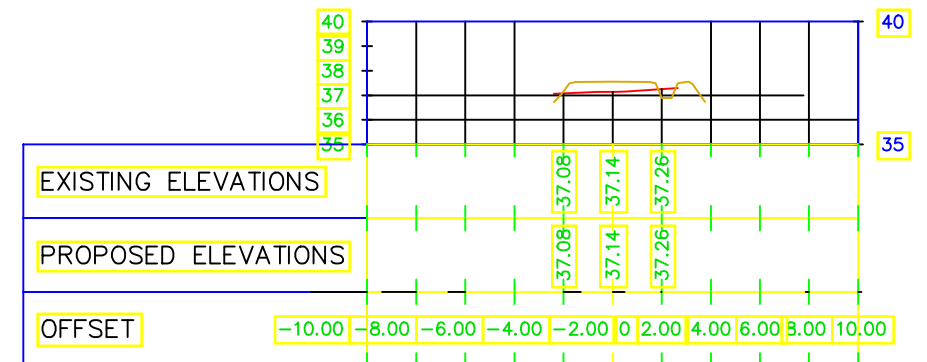 40 40
39
38
37
36
35 35
EXISTING ELEVATIONS 37.08 37.14 37.26
PROPOSED ELEVATIONS 37.08 37.14 37.26
OFFSET -10.00 -8.00 -6.00 -4.00 -2.00 0 2.00 4.00 6.00 8.00 10.00